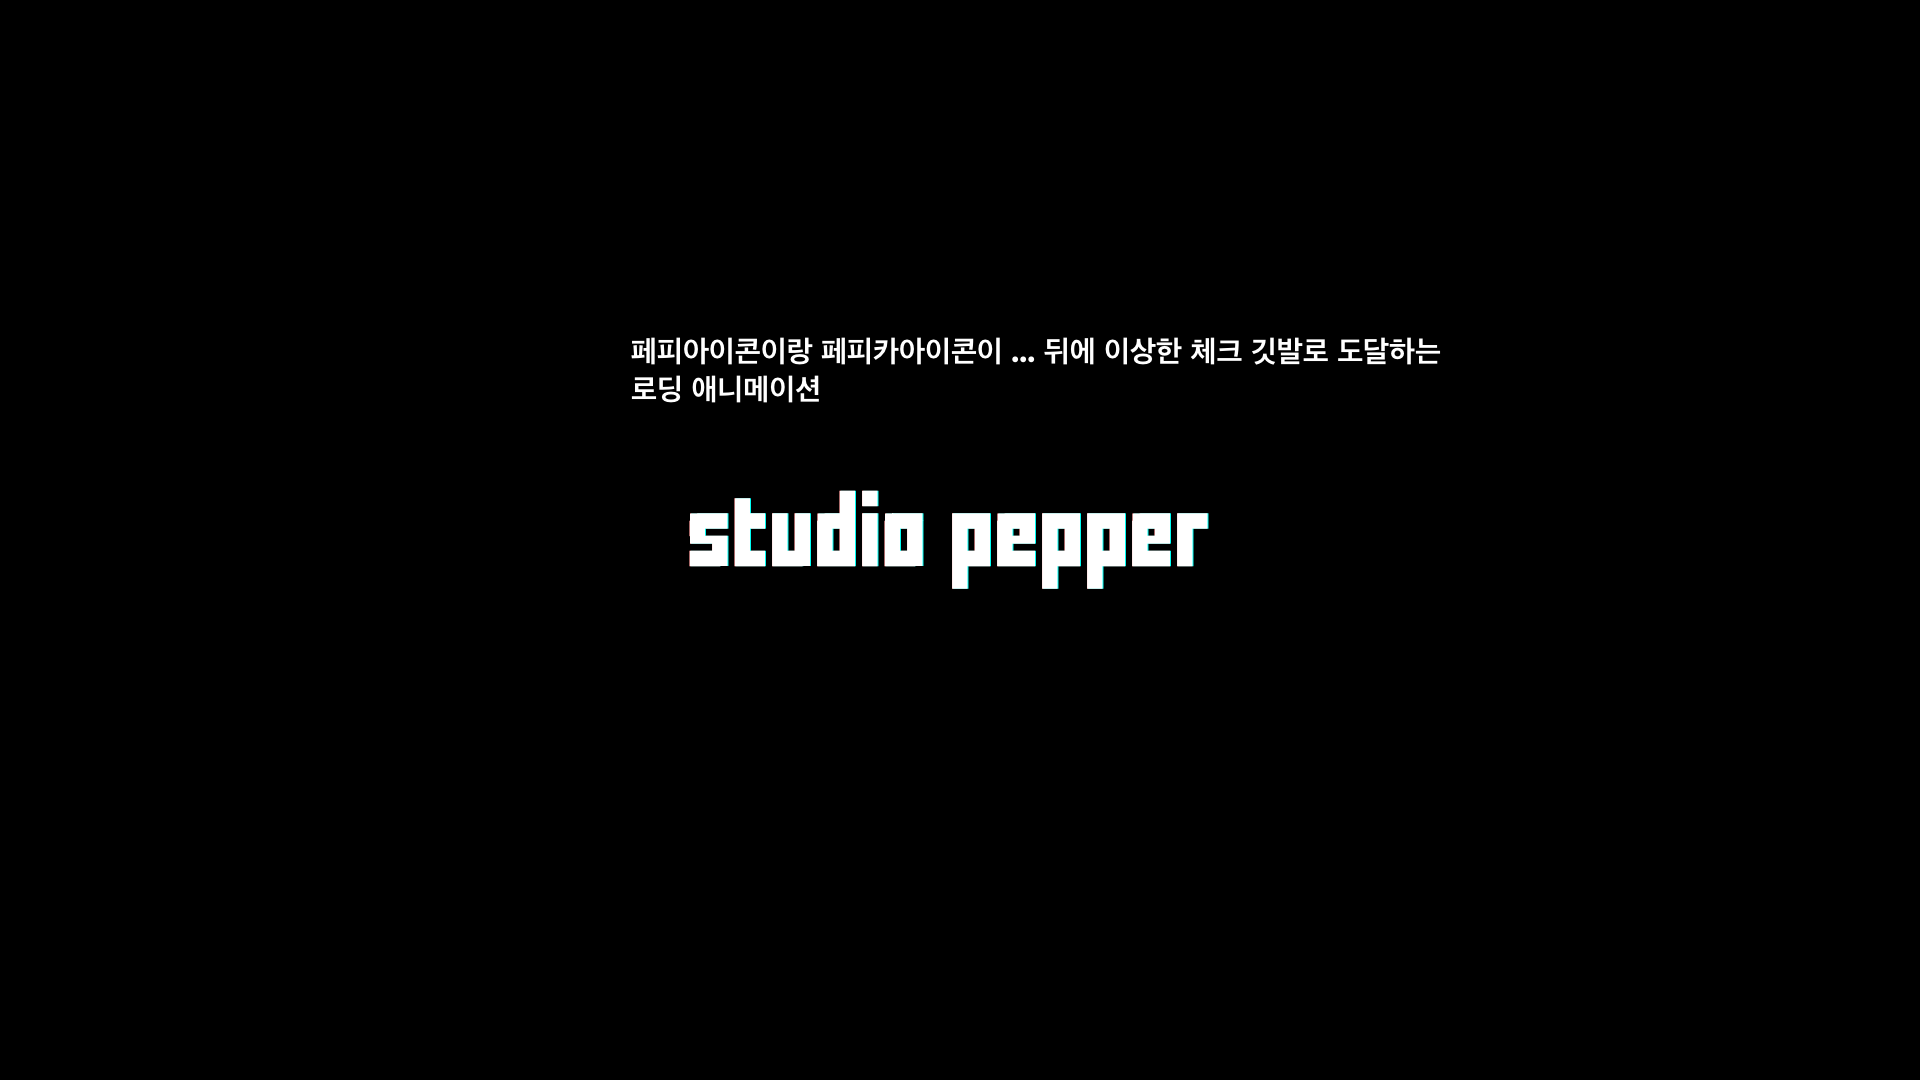 페피아이콘이랑 페피카아이콘이 ... 뒤에 이상한 체크 깃발로 도달하는
로딩 애니메이션
studio pepper